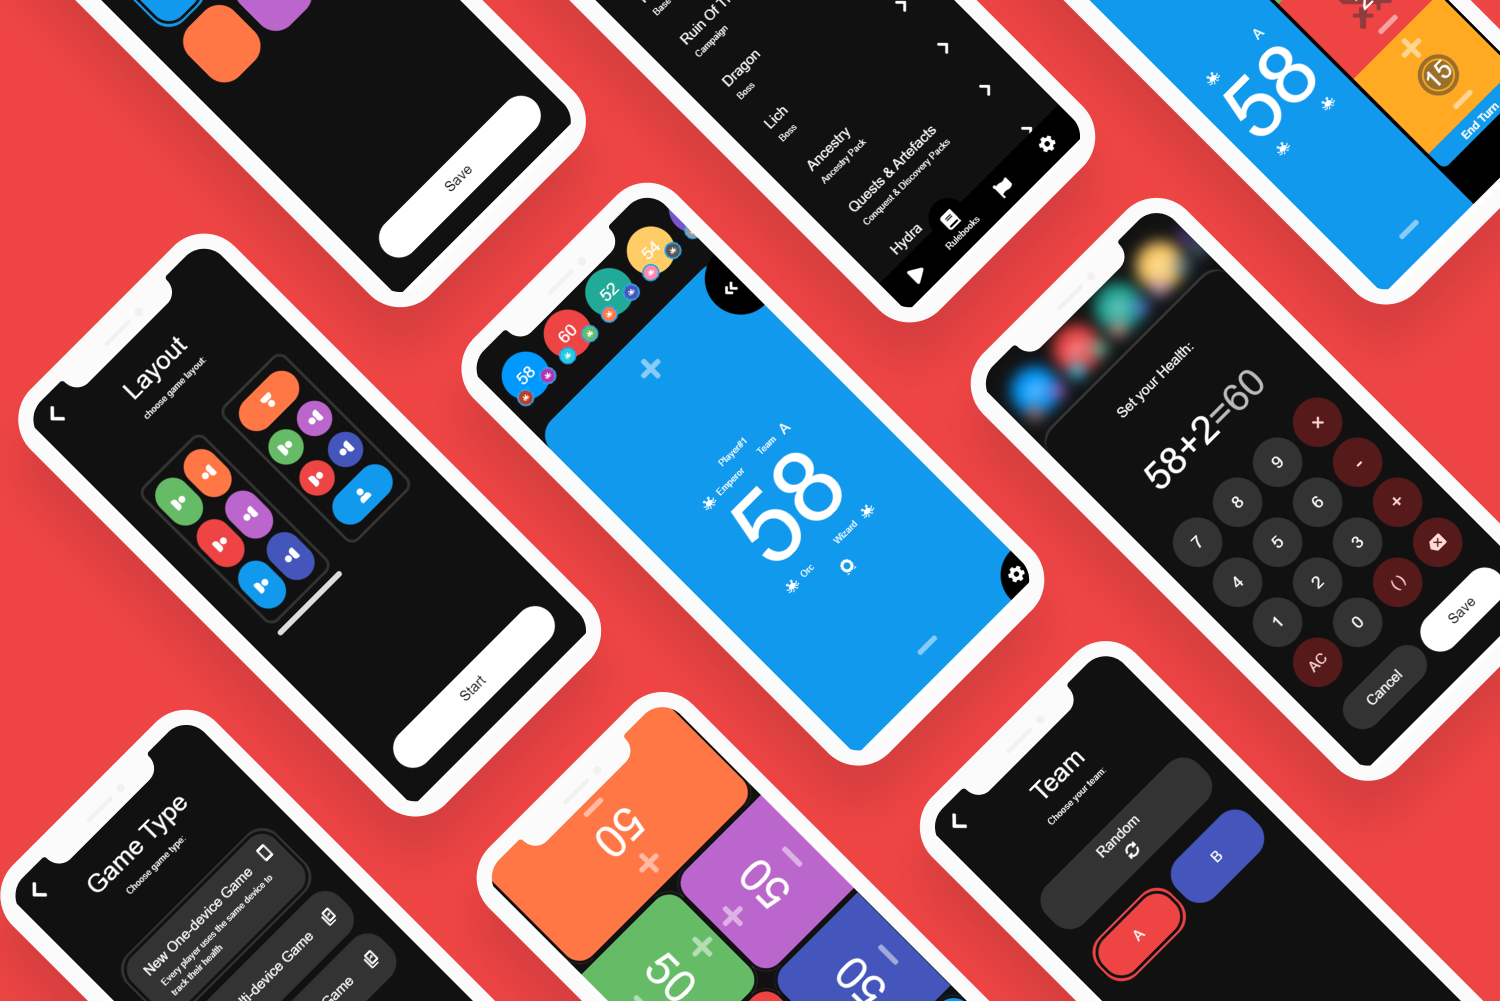 Save
Ruin Of
Campaign
Dragon
Boss
Lich
Boss
Ancestry
Ancestry Pack
Quests & Artefacts
Conquest & Discovery Packs
Hydra
Rulebooks
A
58
15
End Turn
Layout
choose game layout:
Start
58
60
52
54
Player#1
Team A
Emperor
58
Wizard
Orc
Set your Health:
58+2=60
+
9
-
8
6
+
7
5
3
4
2
( )
1
0
AC
Save
Cancel
Game Type
Choose game type:
New One-device Game
Every player uses the same device to
track their health
lti-device Game
Game
50
50
50
50
Team
Choose your team:
Random
B
A